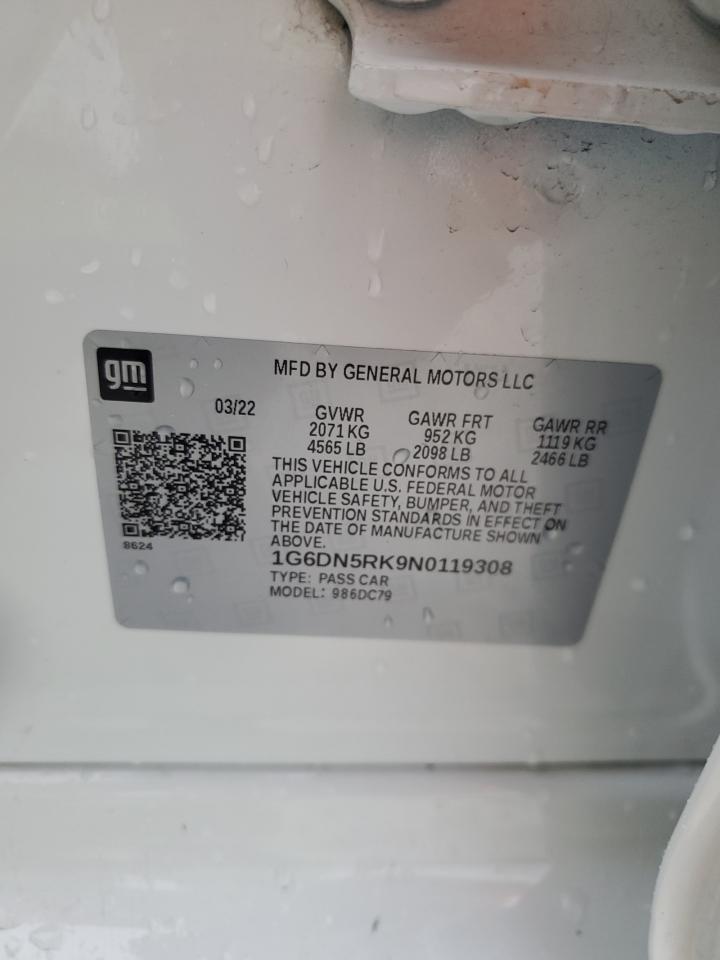 gm
MFD BY GENERAL MOTORS LLC
03/22
GVWR GAWR FRT GAWR RR
2071 KG 952 KG 1119 KG
4565 LB 2098 LB 2466 LB
THIS VEHICLE CONFORMS TO ALL
APPLICABLE U.S. FEDERAL MOTOR
VEHICLE SAFETY, BUMPER, AND THEFT
PREVENTION STANDARDS IN EFFECT ON
THE DATE OF MANUFACTURE SHOWN
ABOVE.
8624
1G6DN5RK9N0119308
TYPE: PASS CAR
MODEL: 986DC79